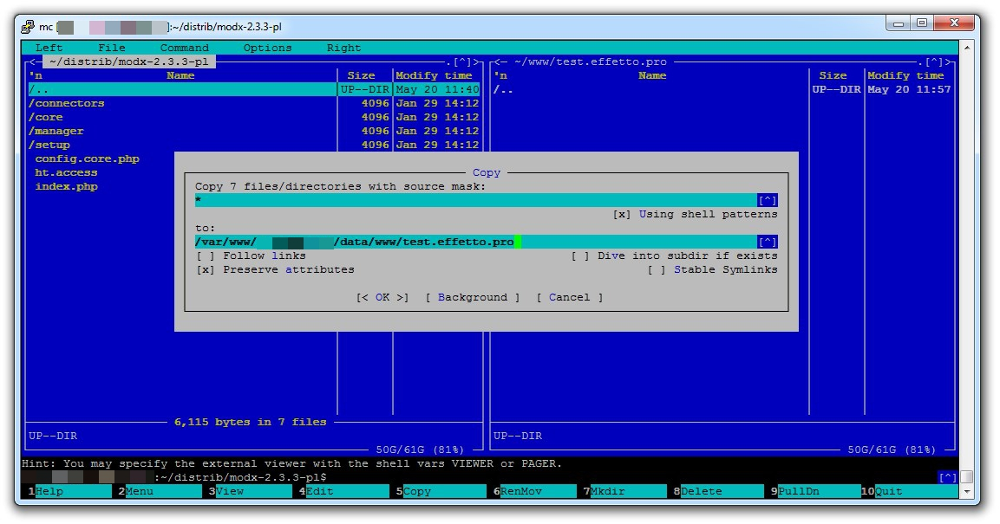 mc [ ]:~/distrib/modx-2.3.3-pl
Left File Command Options Right
<- ~/distrib/modx-2.3.3-pl .[^]> <- ~/www/test.effetto.pro .[^]>
'n Name Size Modify time 'n Name Size Modify time
/.. UP--DIR May 20 11:40 /.. UP--DIR May 20 11:57
/connectors 4096 Jan 29 14:12
/core 4096 Jan 29 14:12
/manager 4096 Jan 29 14:12
/setup 4096 Jan 29 14:12
config.core.php
ht.access
index.php
Copy
Copy 7 files/directories with source mask:
* [^]
[x] Using shell patterns
to:
/var/www/ /data/www/test.effetto.pro [^]
[ ] Follow links [ ] Dive into subdir if exists
[x] Preserve attributes [ ] Stable Symlinks
[< OK >] [ Background ] [ Cancel ]
6,115 bytes in 7 files
UP--DIR UP--DIR
50G/61G (81%) 50G/61G (81%)
Hint: You may specify the external viewer with the shell vars VIEWER or PAGER.
:~/distrib/modx-2.3.3-pl$ [^]
1Help 2Menu 3View 4Edit 5Copy 6RenMov 7Mkdir 8Delete 9PullDn 10Quit